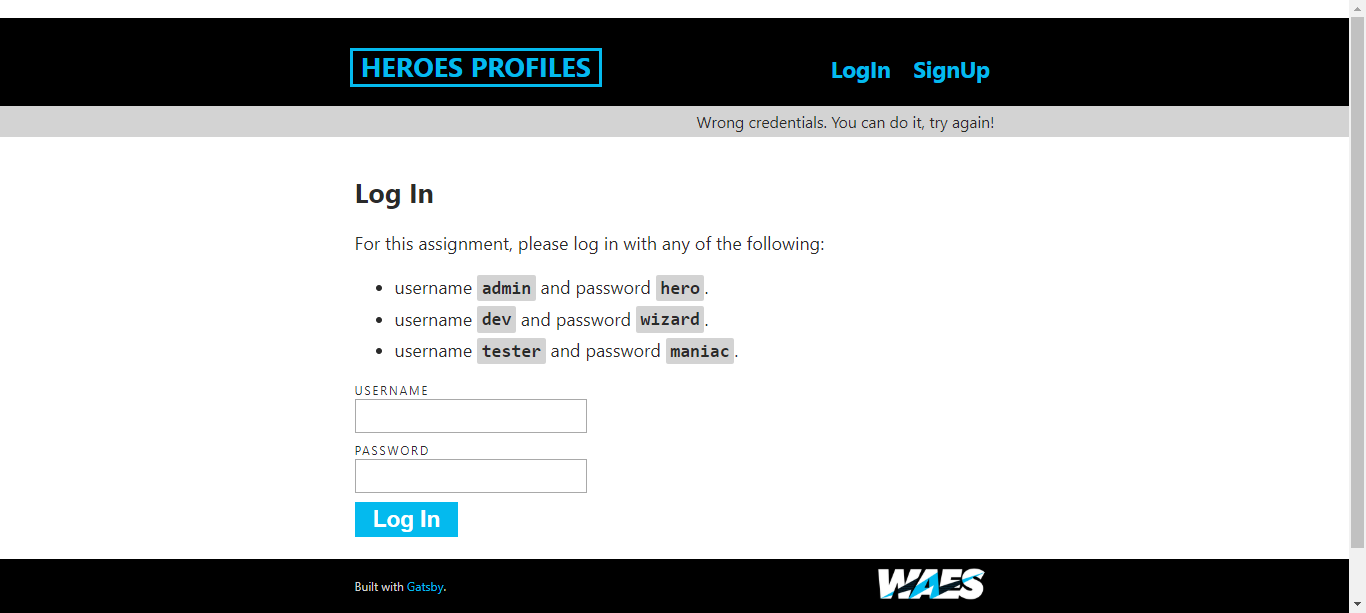 HEROES PROFILES
LogIn SignUp
Wrong credentials. You can do it, try again!
Log In
For this assignment, please log in with any of the following:
username admin and password hero.
username dev and password wizard.
username tester and password maniac.
USERNAME
PASSWORD
Log In
Built with Gatsby.
WAES